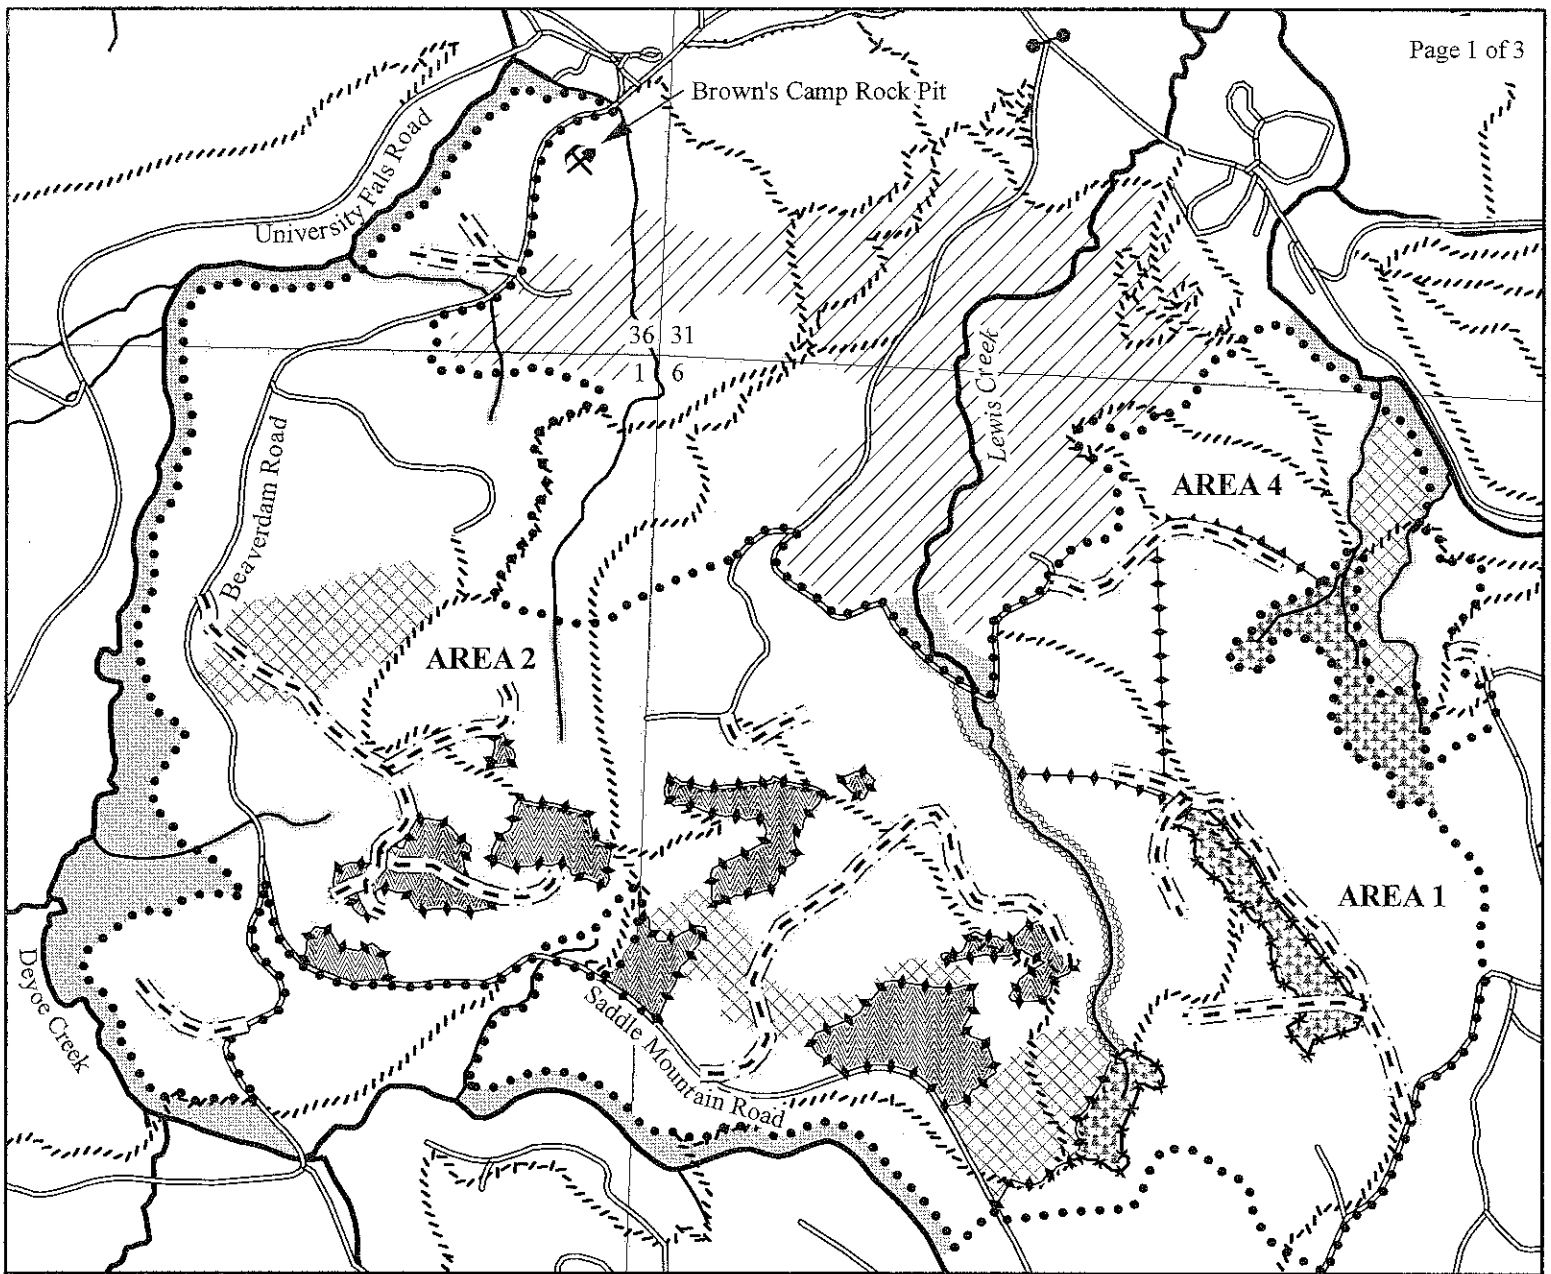 Page 1 of 3
Brown's Camp Rock Pit
University Fals Road
36 31
1 6
Lewis Creek
Beaverdam Road
AREA 4
AREA 2
AREA 1
Devoe Creek
Saddle Mountain Road